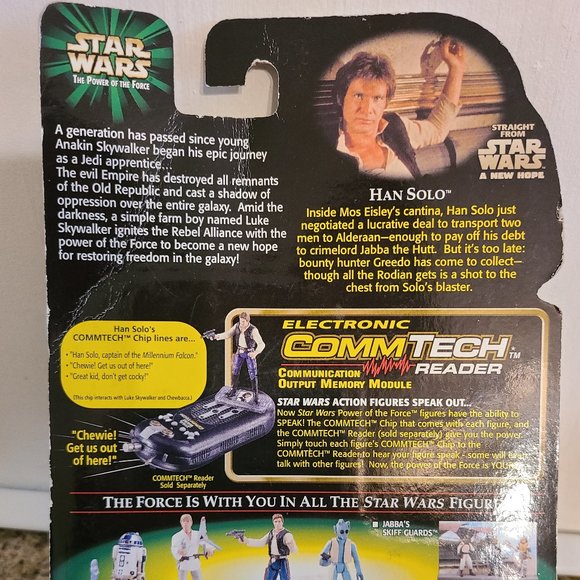 STAR
WARS
THE POWER OF THE FORCE
A generation has passed since young
Anakin Skywalker began his epic journey
as a Jedi apprentice...
The evil Empire has destroyed all remnants
of the Old Republic and cast a shadow of
oppression over the entire galaxy. Amid the
darkness, a simple farm boy named Luke
Skywalker ignites the Rebel Alliance with the
power of the Force to become a new hope
for restoring freedom in the galaxy!
STRAIGHT
FROM
STAR
WARS
A NEW HOPE
HAN SOLO™
Inside Mos Eisley's cantina, Han Solo just
negotiated a lucrative deal to transport two
men to Alderaan—enough to pay off his debt
to crimelord Jabba the Hutt. But it's too late:
bounty hunter Greedo has come to collect—
though all the Rodian gets is a shot to the
chest from Solo's blaster.
Han Solo's
COMMTECH™ Chip lines are...
• "Han Solo, captain of the Millennium Falcon."
• "Chewie! Get us out of here!"
• "Great kid, don't get cocky!"
(This chip interacts with Luke Skywalker and Chewbacca.)
"Chewie!
Get us out
of here!"
COMMTECH™ Reader
Sold Separately
ELECTRONIC
COMMTECH™
COMMUNICATION READER
OUTPUT MEMORY MODULE
STAR WARS ACTION FIGURES SPEAK OUT...
Now Star Wars Power of the Force™ figures have the ability to
SPEAK! The COMMTECH™ Chip that comes with each figure, and
the COMMTECH™ Reader (sold separately) give you the power.
Simply touch each figure's COMMTECH™ Chip to the
COMMTECH Reader to hear your figure speak - some will even
talk with other figures! Now, the power of the Force is YOUR
THE FORCE IS WITH YOU IN ALL THE STAR WARS FIGURE
JABBA'S
SKIFF GUARDS™